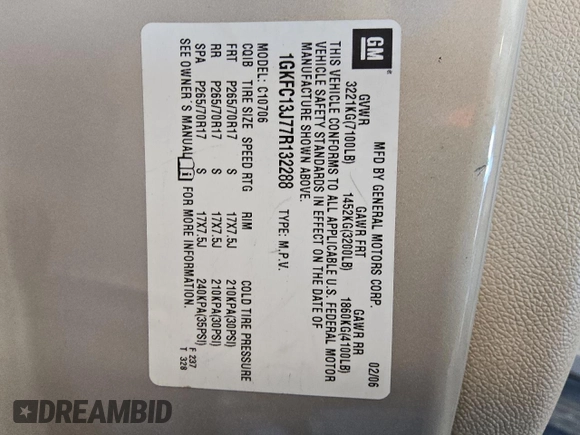 GM
MFD BY GENERAL MOTORS CORP. 02/06
GVWR GAWR FRT GAWR RR
3221KG(7100LB) 1452KG(3200LB) 1860KG(4100LB)
THIS VEHICLE CONFORMS TO ALL APPLICABLE U.S. FEDERAL MOTOR
VEHICLE SAFETY STANDARDS IN EFFECT ON THE DATE OF
MANUFACTURE SHOWN ABOVE.
1GKFC13J77R132288 TYPE: M.P.V.
MODEL: C10706
CQIB TIRE SIZE SPEED RTG RIM COLD TIRE PRESSURE
FRT P265/70R17 S 17X7.5J 210KPA(30PSI)
RR P265/70R17 S 17X7.5J 210KPA(30PSI)
SPA P265/70R17 S 17X7.5J 240KPA(35PSI)
SEE OWNER'S MANUAL FOR MORE INFORMATION.
F 237
T 328
DREAMBID